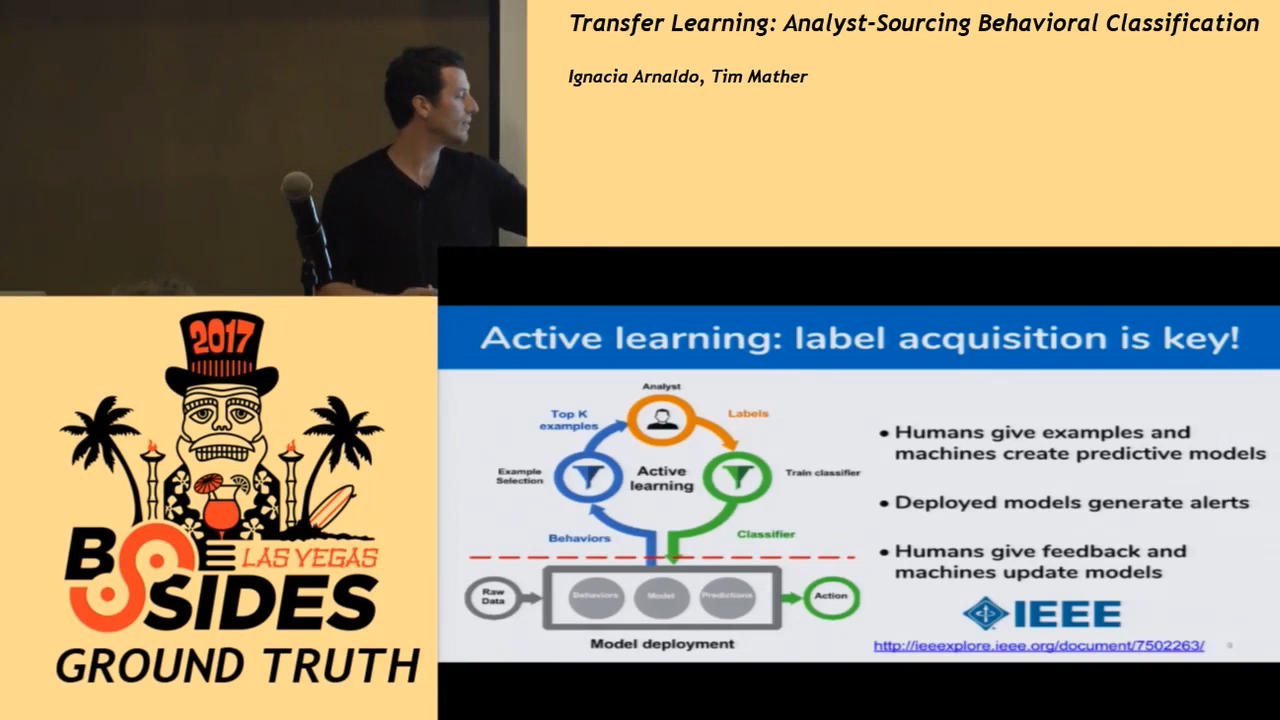 Transfer Learning: Analyst-Sourcing Behavioral Classification
Ignacia Arnaldo, Tim Mather
2017
BSIDES
LAS VEGAS
GROUND TRUTH
Active learning: label acquisition is key!
Analyst
Top K
examples
Labels
Example
Selection
Active
learning
Train classifier
Behaviors
Classifier
Raw
Data
Behaviors
Model
Predictions
Action
Model deployment
• Humans give examples and
machines create predictive models
• Deployed models generate alerts
• Humans give feedback and
machines update models
IEEE
http://ieeexplore.ieee.org/document/7502263/